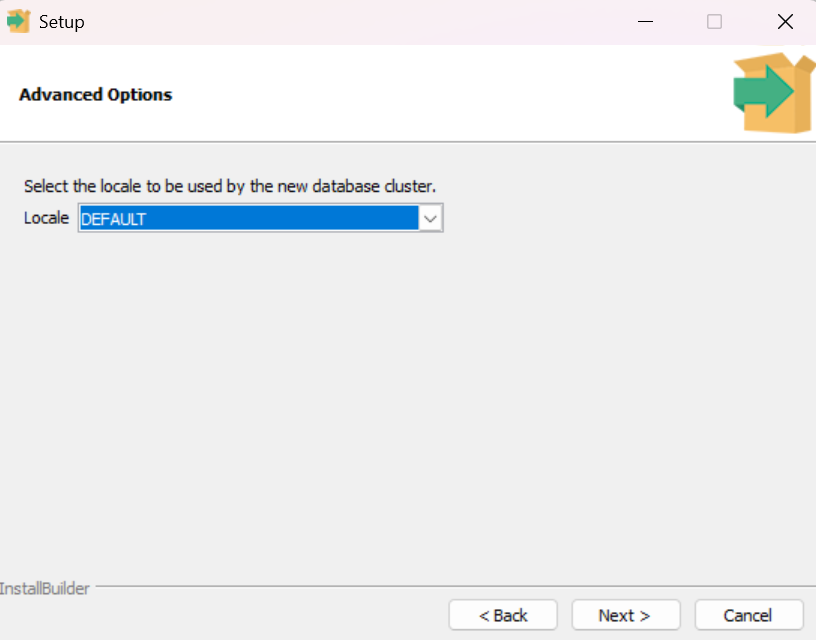 Setup
Advanced Options
Select the locale to be used by the new database cluster.
Locale DEFAULT
InstallBuilder
< Back Next > Cancel